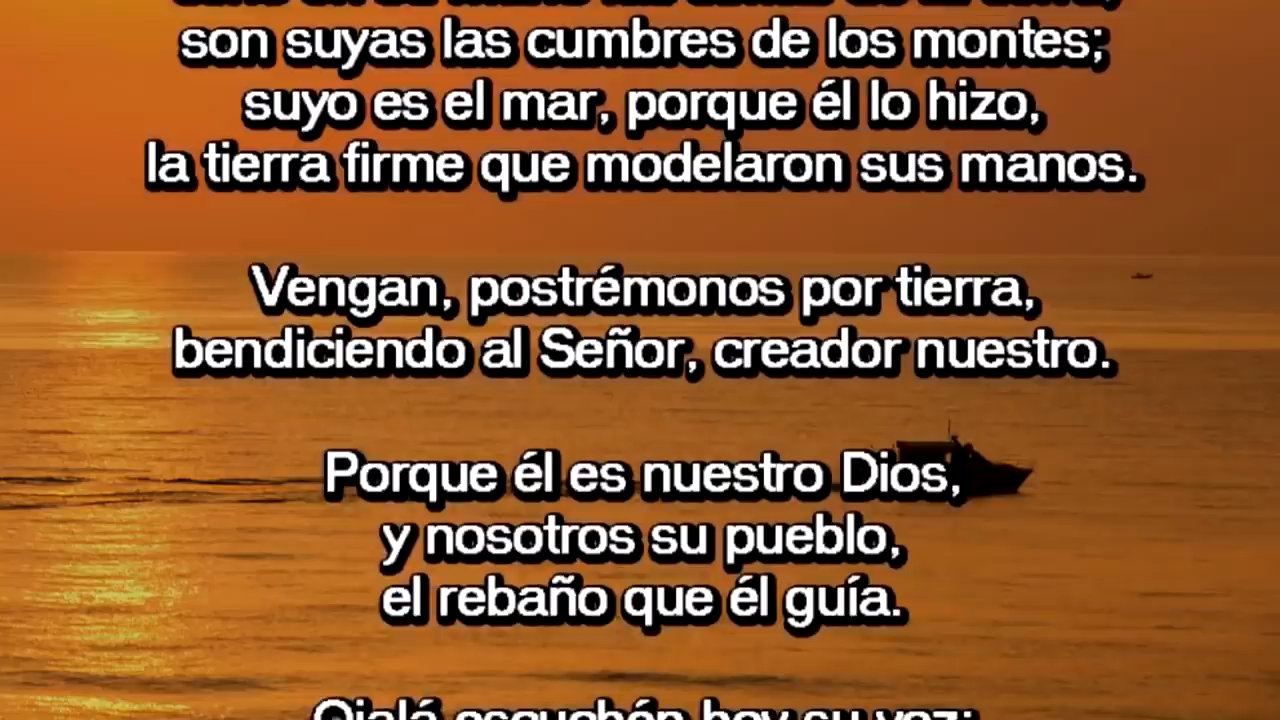 son suyas las cumbres de los montes;
suyo es el mar, porque él lo hizo,
la tierra firme que modelaron sus manos.
Vengan, postrémonos por tierra,
bendiciendo al Señor, creador nuestro.
Porque él es nuestro Dios,
y nosotros su pueblo,
el rebaño que él guía.
Ojalá escuchén hoy su voz: